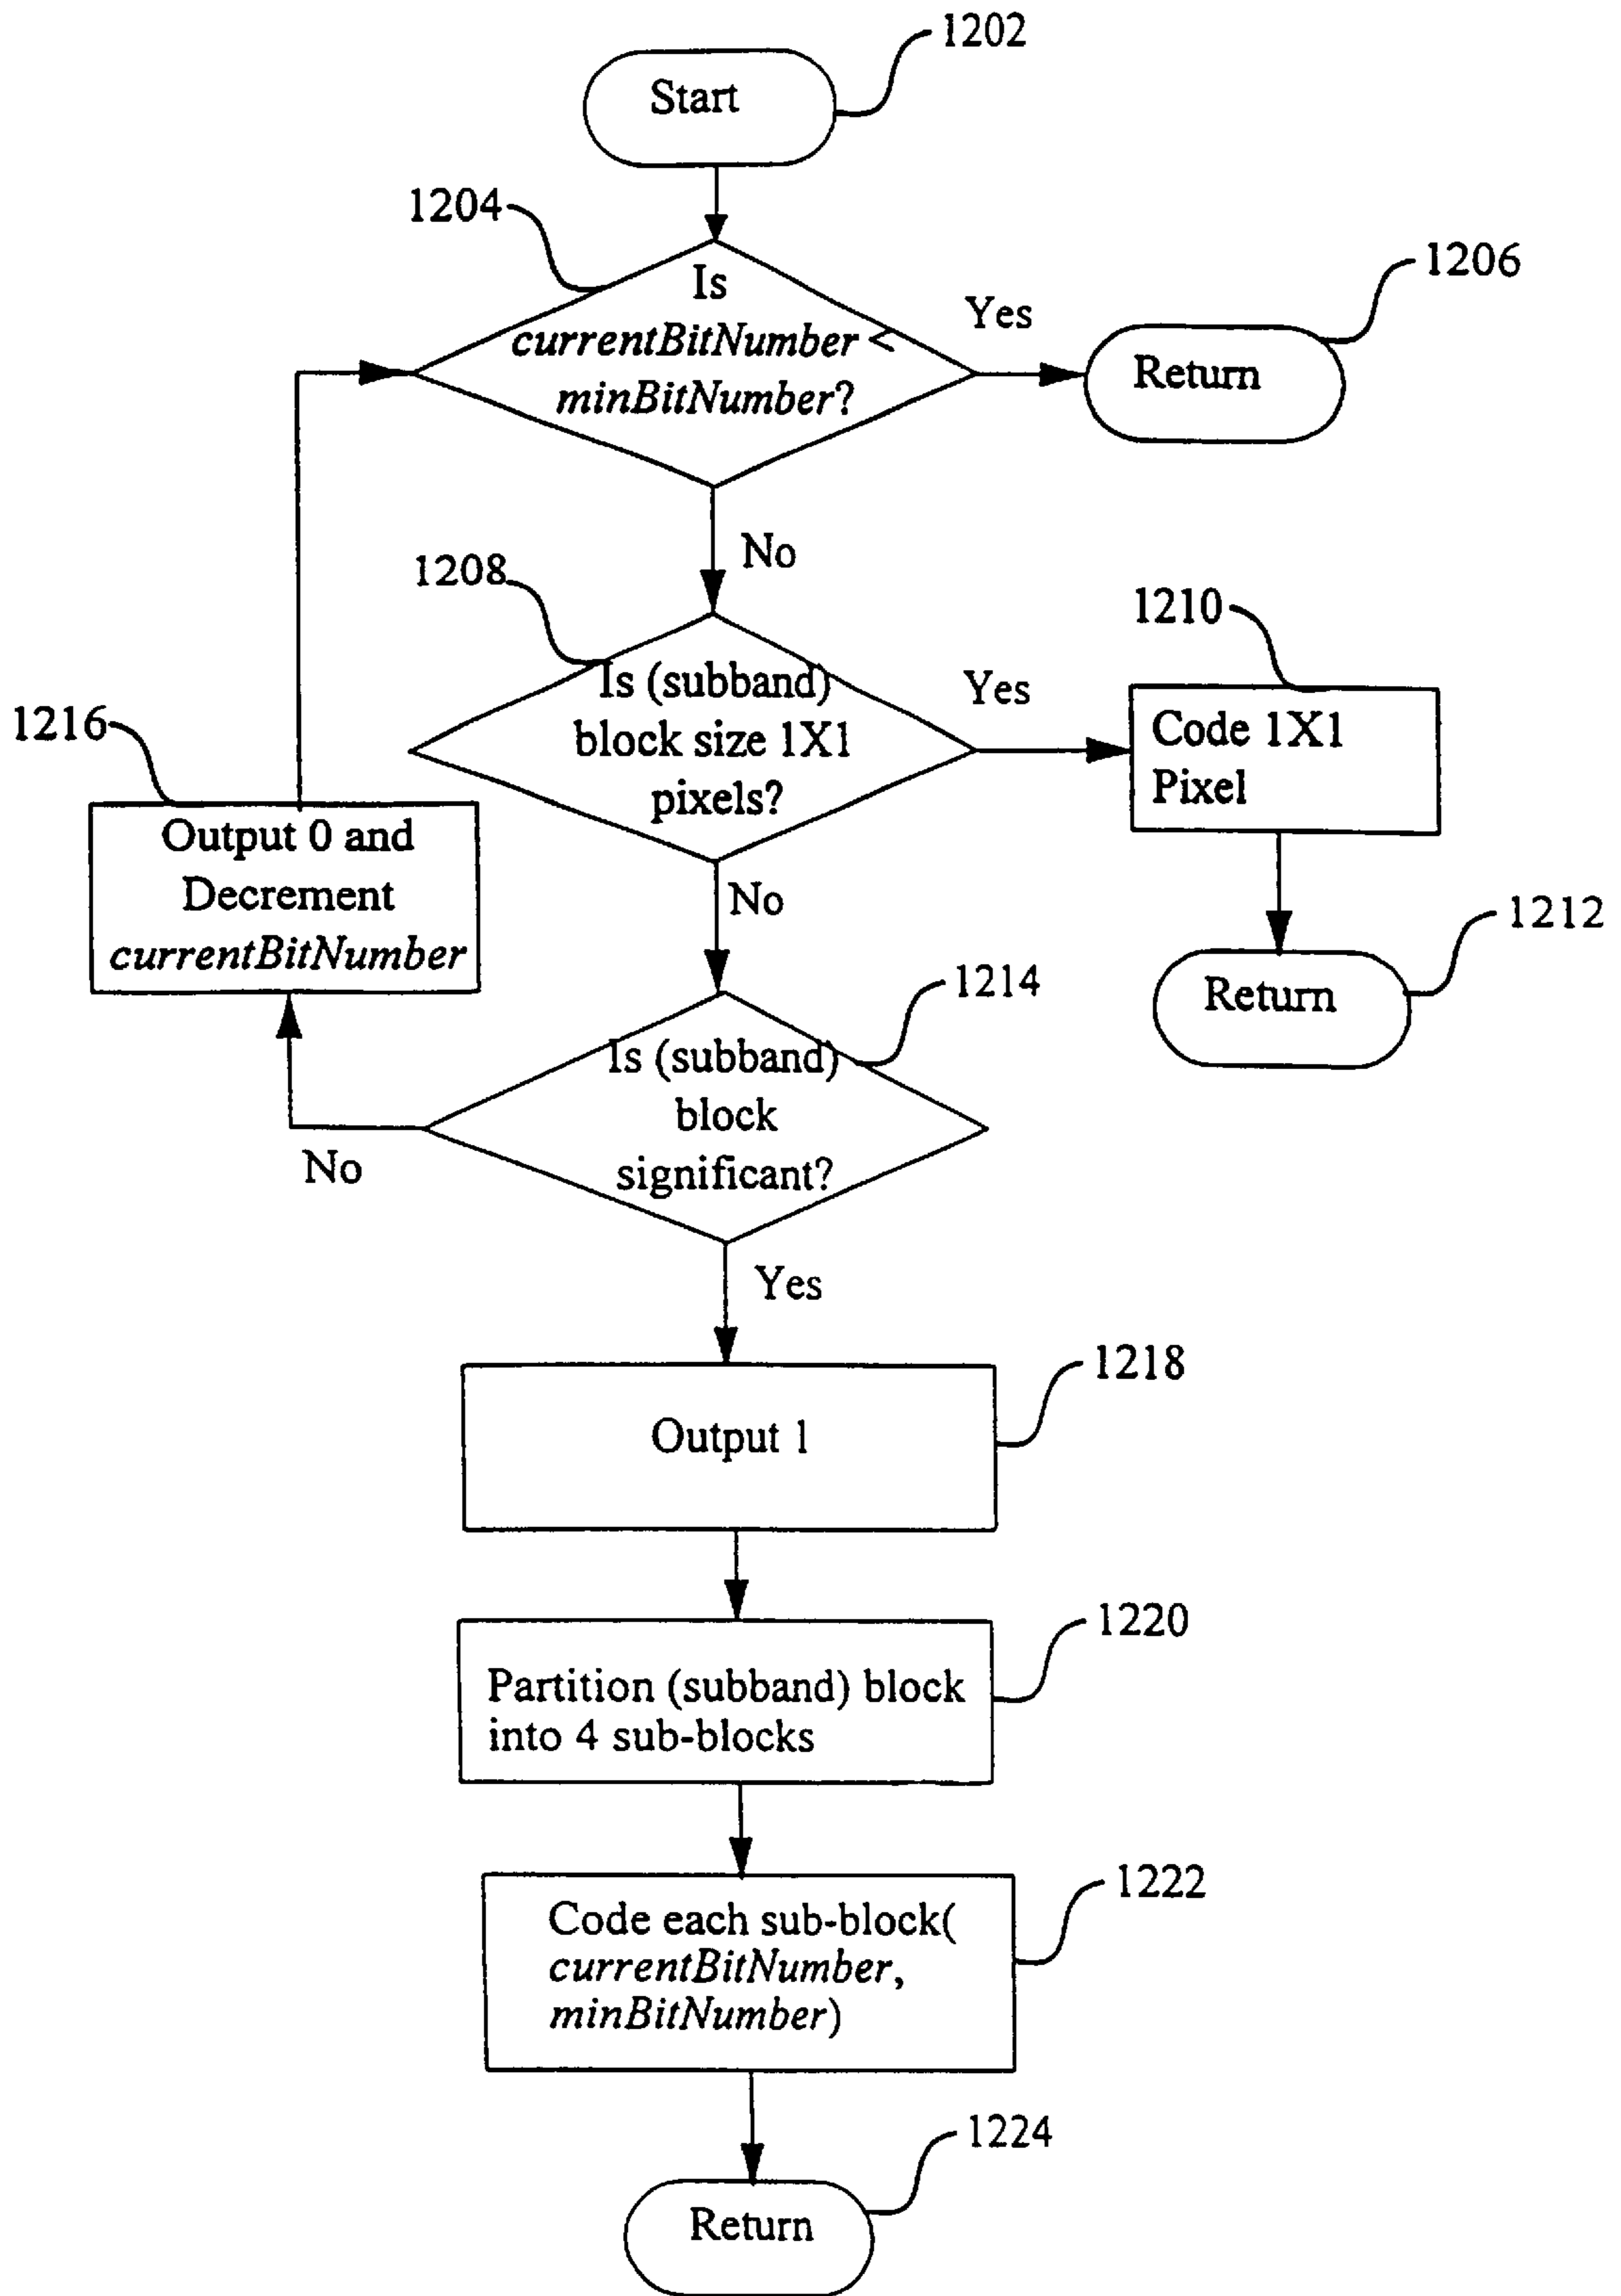 1202
Start
1204
Is
currentBitNumber <
minBitNumber?
Yes
1206
Return
No
1208
Is (subband)
block size 1X1
pixels?
Yes
1210
Code 1X1
Pixel
1212
Return
1216
Output 0 and
Decrement
currentBitNumber
No
1214
Is (subband)
block
significant?
No
Yes
1218
Output 1
1220
Partition (subband) block
into 4 sub-blocks
1222
Code each sub-block(
currentBitNumber,
minBitNumber)
1224
Return